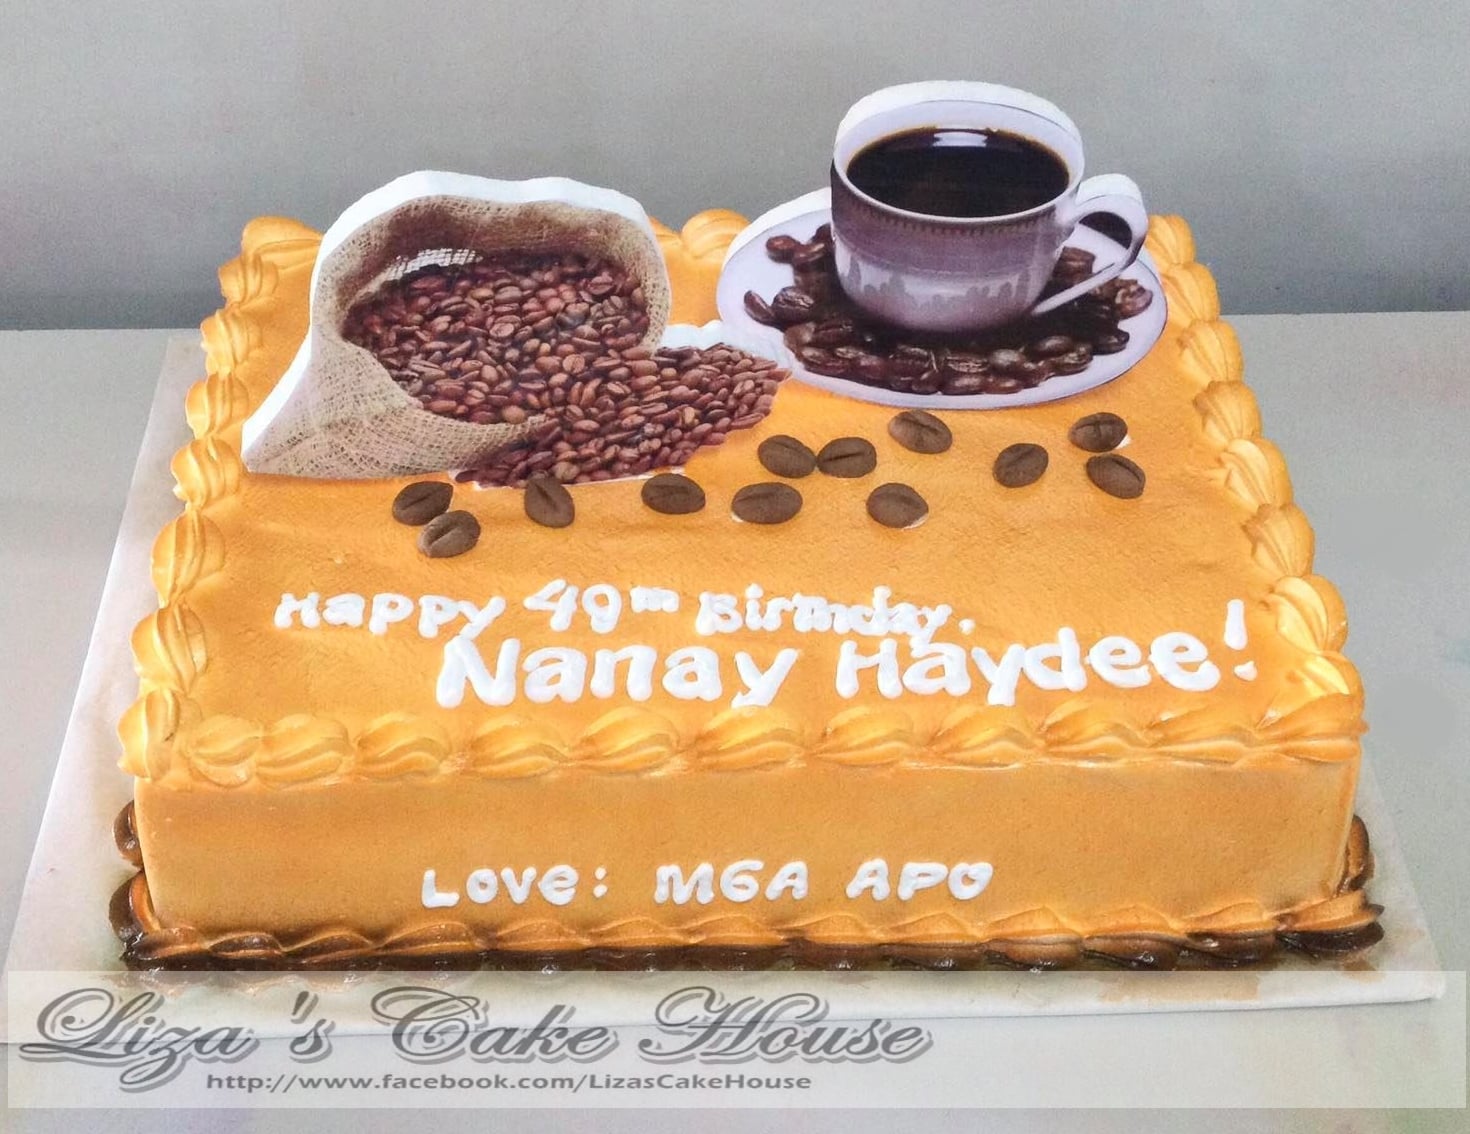 Happy 49th Birthday,
Nanay Haydee!
Love: MGA APO
Liza's Cake House
http://www.facebook.com/LizasCakeHouse